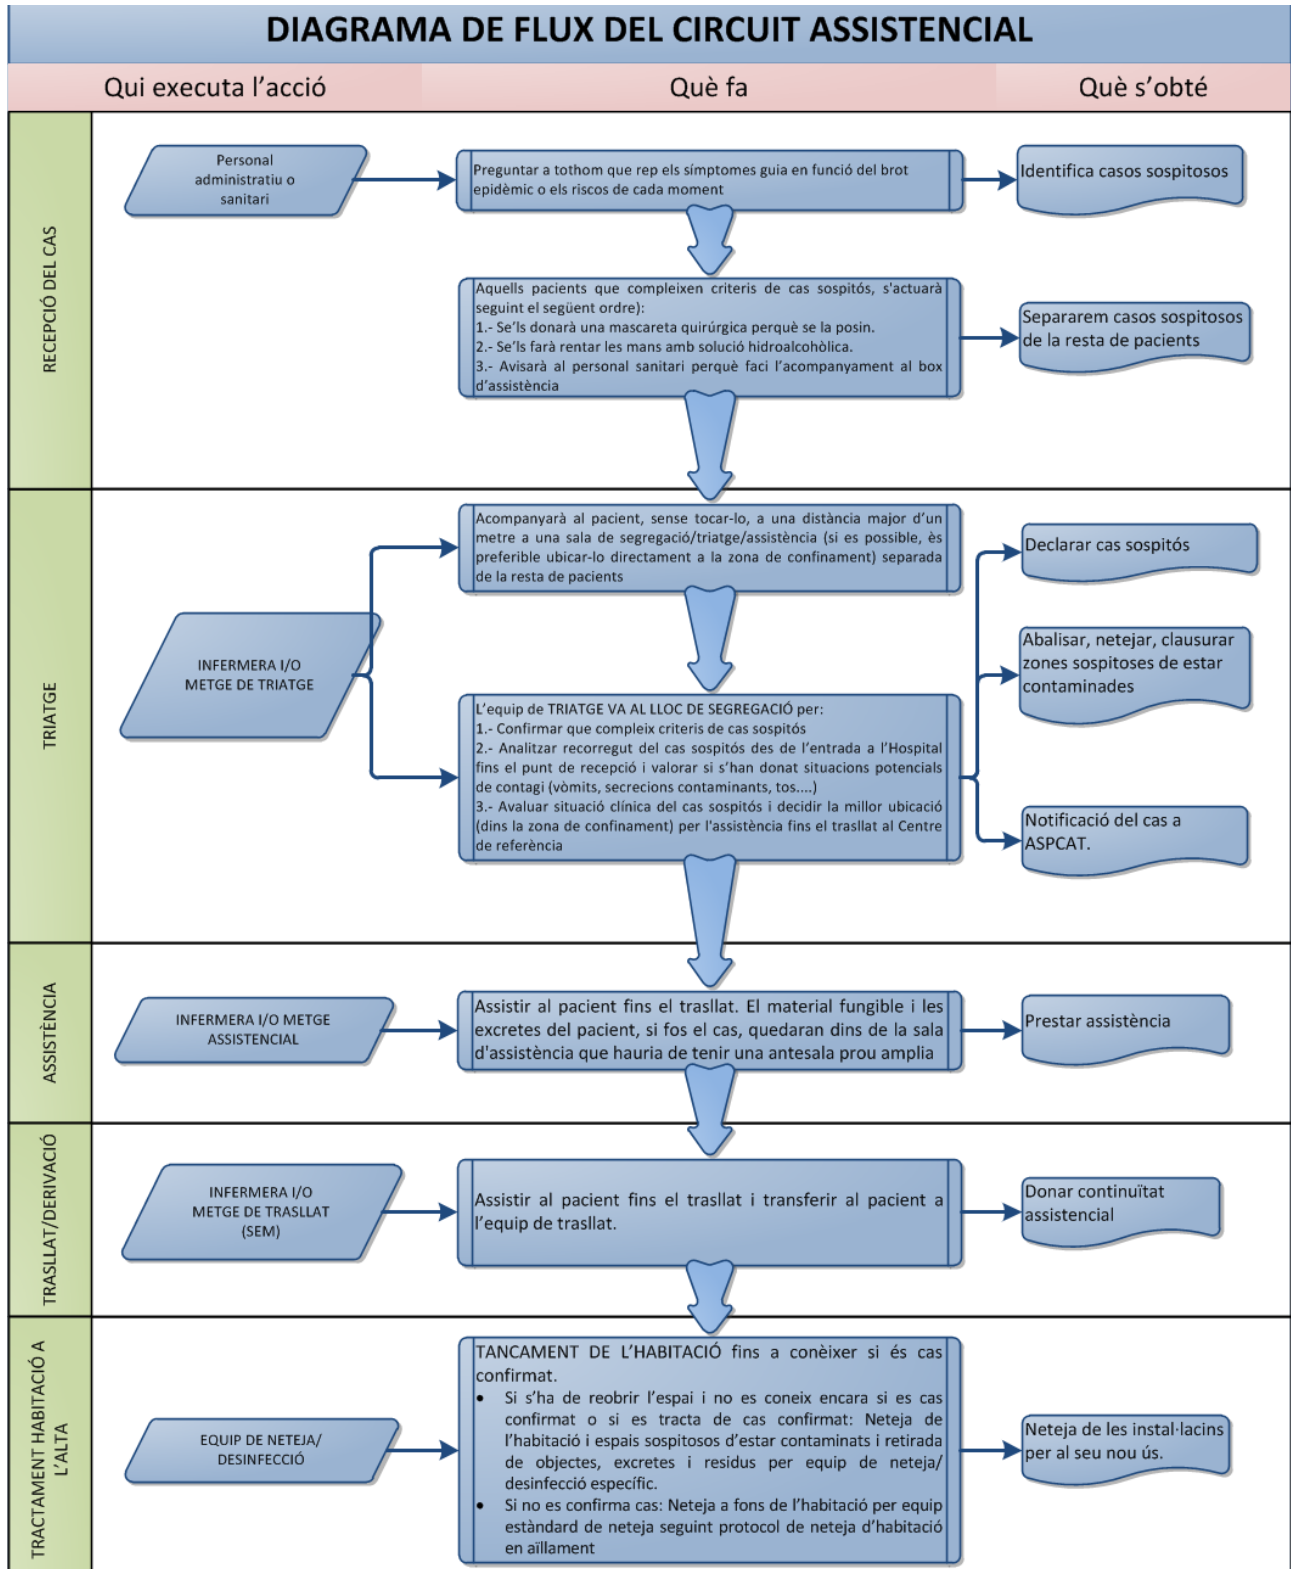 DIAGRAMA DE FLUX DEL CIRCUIT ASSISTENCIAL
Qui executa l'acció
Què fa
Què s'obté
RECEPCIÓ DEL CAS
Personal
administratiu o
sanitari
Preguntar a tothom que rep els símptomes guia en funció del brot
epidèmic o els riscos de cada moment
Identifica casos sospitosos
Aquells pacients que compleixen criteris de cas sospitós, s'actuarà
seguint el següent ordre):
1.- Se'ls donarà una mascareta quirúrgica perquè se la posin.
2.- Se'ls farà rentar les mans amb solució hidroalcohòlica.
3.- Avisarà al personal sanitari perquè faci l'acompanyament al box
d'assistència
Separarem casos sospitosos
de la resta de pacients
TRIATGE
INFERMERA I/O
METGE DE TRIATGE
Acompanyarà al pacient, sense tocar-lo, a una distància major d'un
metre a una sala de segregació/triatge/assistència (si es possible, ès
preferible ubicar-lo directament a la zona de confinament) separada
de la resta de pacients
L'equip de TRIATGE VA AL LLOC DE SEGREGACIÓ per:
1.- Confirmar que compleix criteris de cas sospitós
2.- Analitzar recorregut del cas sospitós des de l'entrada a l'Hospital
fins el punt de recepció i valorar si s'han donat situacions potencials
de contagi (vòmits, secrecions contaminants, tos....)
3.- Avaluar situació clínica del cas sospitós i decidir la millor ubicació
(dins la zona de confinament) per l'assistència fins el trasllat al Centre
de referència
Declarar cas sospitós
Abalisar, netejar, clausurar
zones sospitoses de estar
contaminades
Notificació del cas a
ASPCAT.
ASSISTÈNCIA
INFERMERA I/O METGE
ASSISTENCIAL
Assistir al pacient fins el trasllat. El material fungible i les
excretes del pacient, si fos el cas, quedaran dins de la sala
d'assistència que hauria de tenir una antesala prou amplia
Prestar assistència
TRASLLAT/DERIVACIÓ
INFERMERA I/O
METGE DE TRASLLAT
(SEM)
Assistir al pacient fins el trasllat i transferir al pacient a
l'equip de trasllat.
Donar continuïtat
assistencial
TRACTAMENT HABITACIÓ A
L'ALTA
EQUIP DE NETEJA/
DESINFECCIÓ
TANCAMENT DE L'HABITACIÓ fins a conèixer si és cas
confirmat.
• Si s'ha de reobrir l'espai i no es coneix encara si es cas
confirmat o si es tracta de cas confirmat: Neteja de
l'habitació i espais sospitosos d'estar contaminats i retirada
de objectes, excretes i residus per equip de neteja/
desinfecció específic.
• Si no es confirma cas: Neteja a fons de l'habitació per equip
estàndard de neteja seguint protocol de neteja d'habitació
en aïllament
Neteja de les instal·lacins
per al seu nou ús.